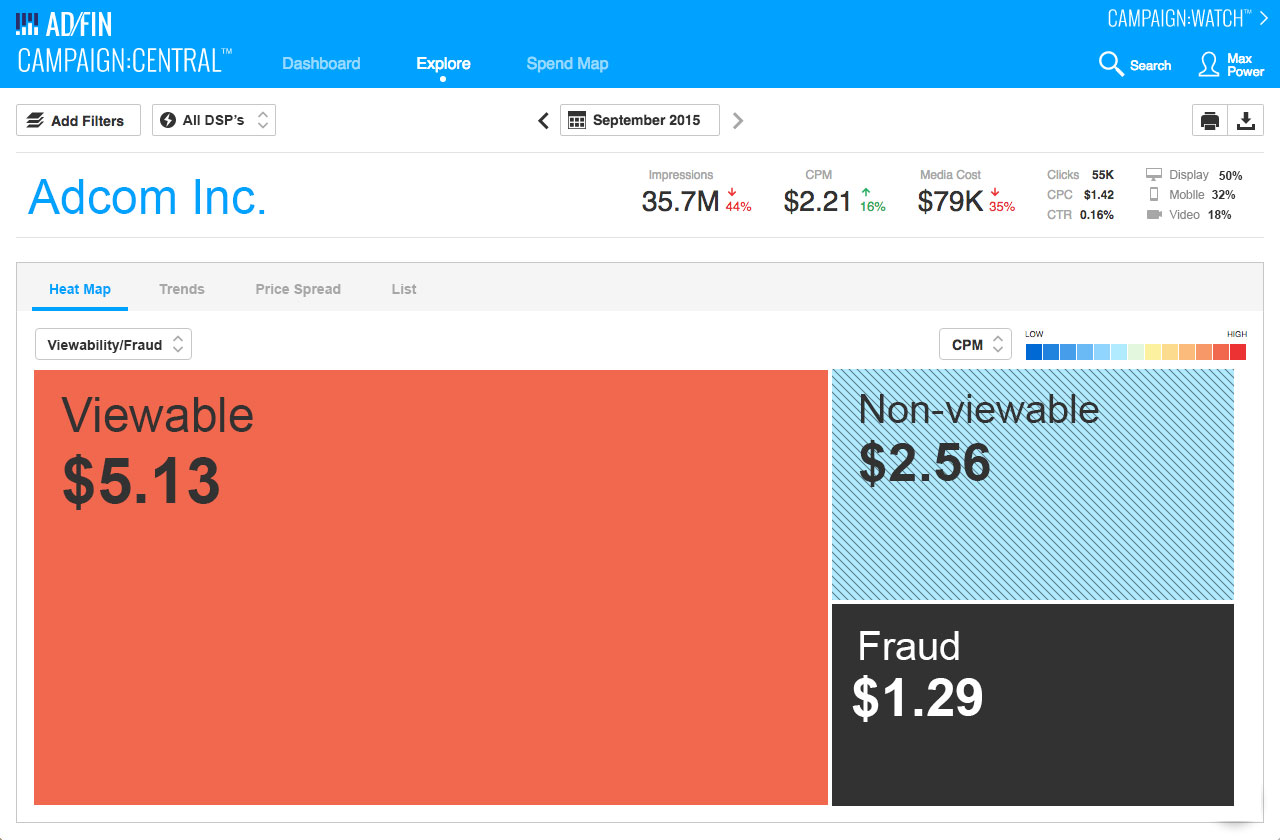 AD/FIN
CAMPAIGN:WATCH™
CAMPAIGN:CENTRAL™
Dashboard
Explore
Spend Map
Search
Max
Power
Add Filters
All DSP's
September 2015
Adcom Inc.
Impressions
35.7M 44%
CPM
$2.21 16%
Media Cost
$79K 35%
Clicks 55K
CPC $1.42
CTR 0.16%
Display 50%
Mobile 32%
Video 18%
Heat Map
Trends
Price Spread
List
Viewability/Fraud
CPM
LOW
HIGH
Viewable
$5.13
Non-viewable
$2.56
Fraud
$1.29